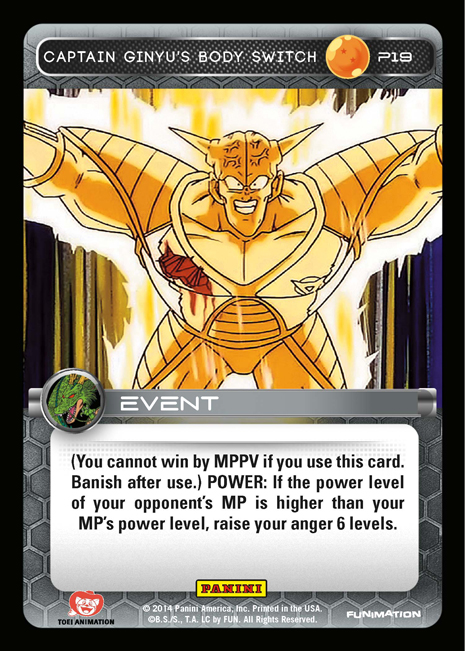 CAPTAIN GINYU'S BODY SWITCH P19
EVENT
(You cannot win by MPPV if you use this card.
Banish after use.) POWER: If the power level
of your opponent's MP is higher than your
MP's power level, raise your anger 6 levels.
PANINI
© 2014 Panini America, Inc. Printed in the USA.
TOEI ANIMATION ©B.S./S., T.A. LC by FUN. All Rights Reserved. FUNIMATION